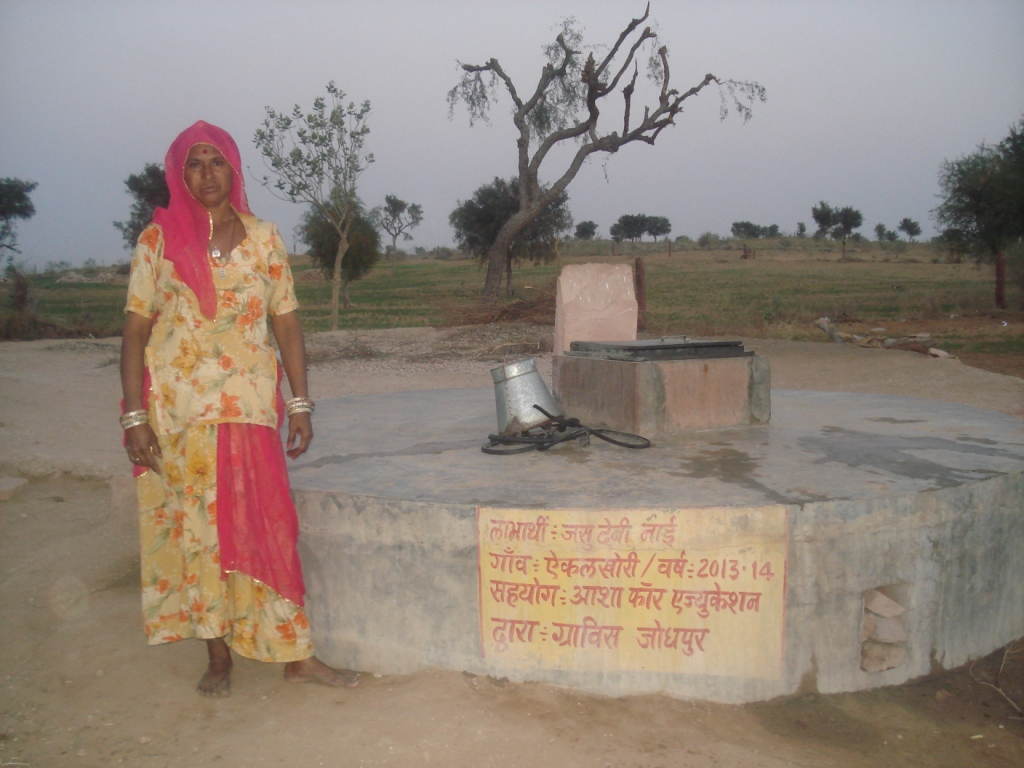 लाभार्थी :- जसु देवी नाई
गाँव :- ऐकलखोरी / वर्ष :- 2013-14
सहयोग :- आशा फॉर एज्युकेशन
द्वारा :- ग्राविस जोधपुर